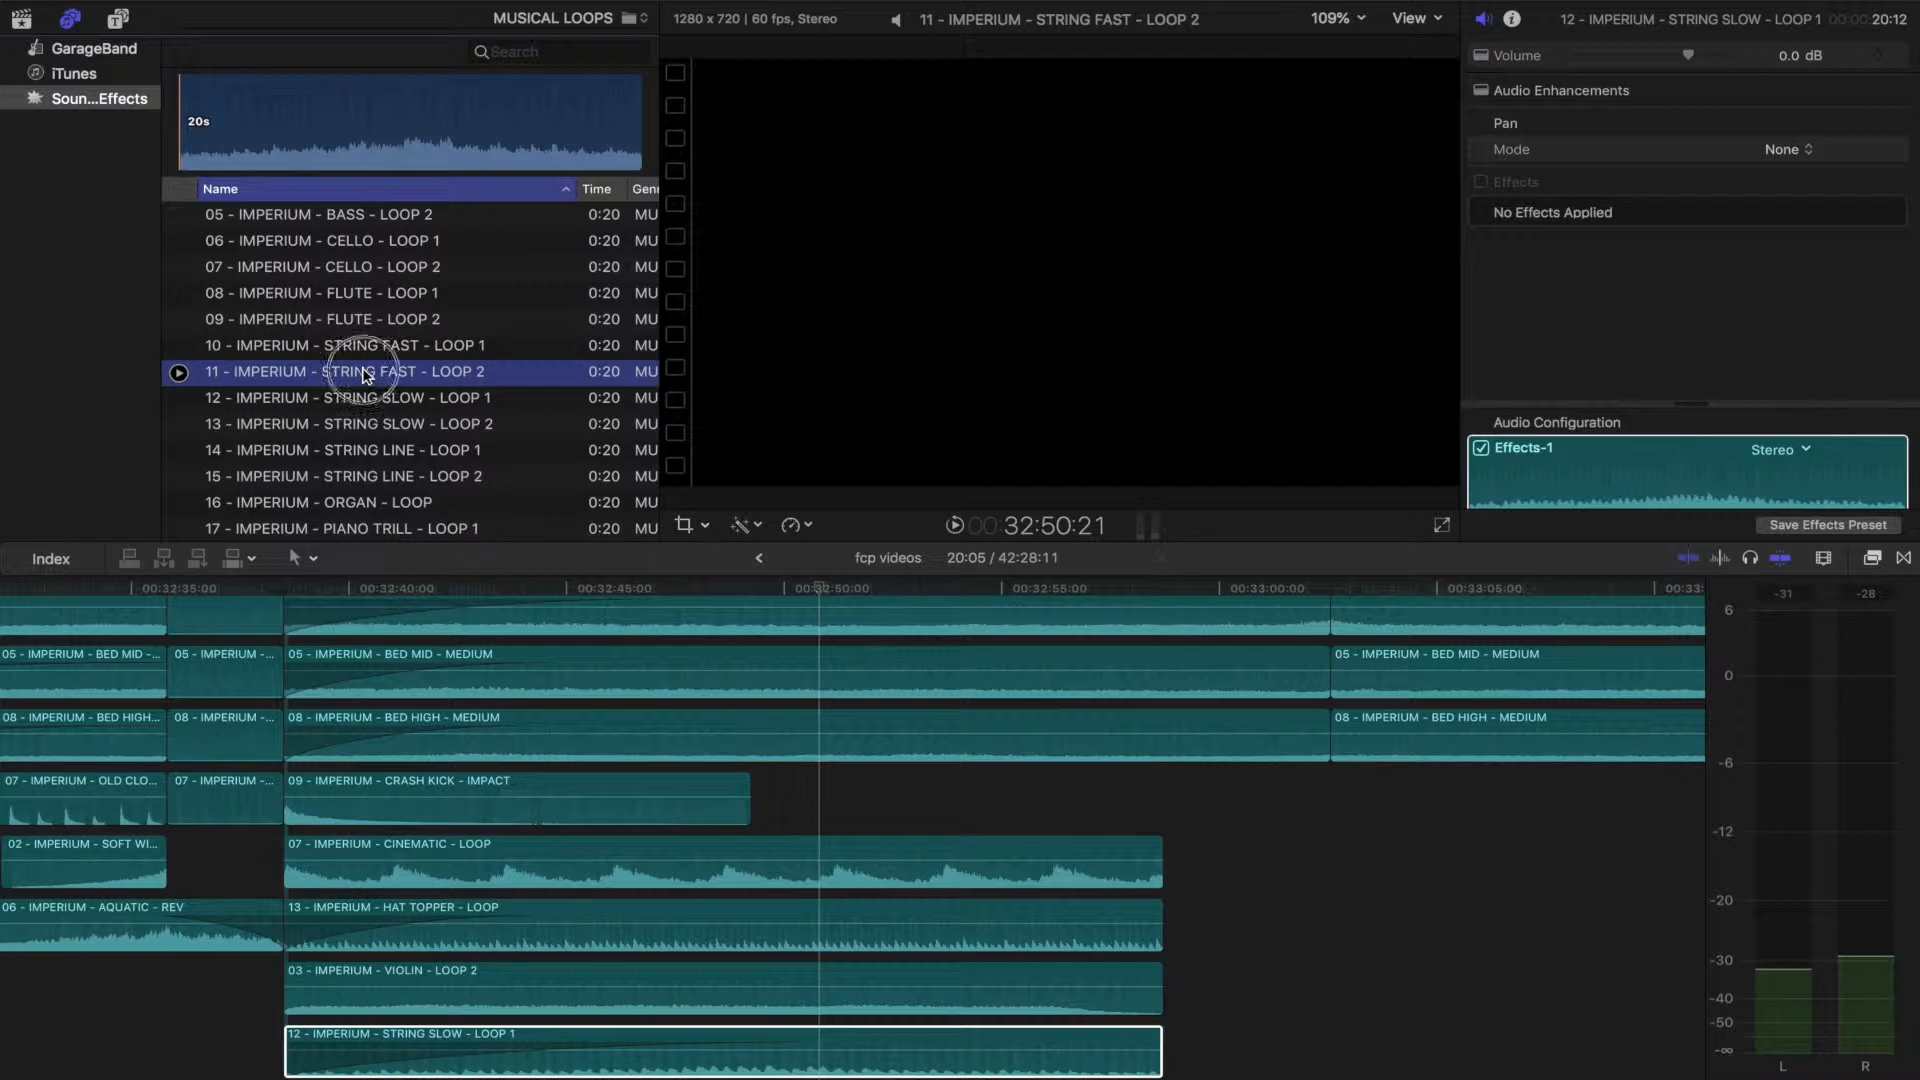 MUSICAL LOOPS
1280 x 720 | 60 fps, Stereo
11 - IMPERIUM - STRING FAST - LOOP 2
109%
View
12 - IMPERIUM - STRING SLOW - LOOP 1
20:12
GarageBand
iTunes
Soun...Effects
Search
20s
Name
Time
Genr
05 - IMPERIUM - BASS - LOOP 2 0:20 MU
06 - IMPERIUM - CELLO - LOOP 1 0:20 MU
07 - IMPERIUM - CELLO - LOOP 2 0:20 MU
08 - IMPERIUM - FLUTE - LOOP 1 0:20 MU
09 - IMPERIUM - FLUTE - LOOP 2 0:20 MU
10 - IMPERIUM - STRING FAST - LOOP 1 0:20 MU
11 - IMPERIUM - STRING FAST - LOOP 2 0:20 MU
12 - IMPERIUM - STRING SLOW - LOOP 1 0:20 MU
13 - IMPERIUM - STRING SLOW - LOOP 2 0:20 MU
14 - IMPERIUM - STRING LINE - LOOP 1 0:20 MU
15 - IMPERIUM - STRING LINE - LOOP 2 0:20 MU
16 - IMPERIUM - ORGAN - LOOP 0:20 MU
17 - IMPERIUM - PIANO TRILL - LOOP 1 0:20 MU
Volume
0.0 dB
Audio Enhancements
Pan
Mode
None
Effects
No Effects Applied
Audio Configuration
Effects-1
Stereo
Save Effects Preset
00:32:50:21
Index
fcp videos
20:05 / 42:28:11
00:32:35:00 00:32:40:00 00:32:45:00 00:32:50:00 00:32:55:00 00:33:00:00 00:33:05:00 00:33:
05 - IMPERIUM - BED MID -... 05 - IMPERIUM -... 05 - IMPERIUM - BED MID - MEDIUM 05 - IMPERIUM - BED MID - MEDIUM
08 - IMPERIUM - BED HIGH... 08 - IMPERIUM -... 08 - IMPERIUM - BED HIGH - MEDIUM 08 - IMPERIUM - BED HIGH - MEDIUM
07 - IMPERIUM - OLD CLO... 07 - IMPERIUM -... 09 - IMPERIUM - CRASH KICK - IMPACT
02 - IMPERIUM - SOFT WI... 07 - IMPERIUM - CINEMATIC - LOOP
06 - IMPERIUM - AQUATIC - REV 13 - IMPERIUM - HAT TOPPER - LOOP
03 - IMPERIUM - VIOLIN - LOOP 2
12 - IMPERIUM - STRING SLOW - LOOP 1
-31 -28
6
0
-6
-12
-20
-30
-40
-50
-∞
L R